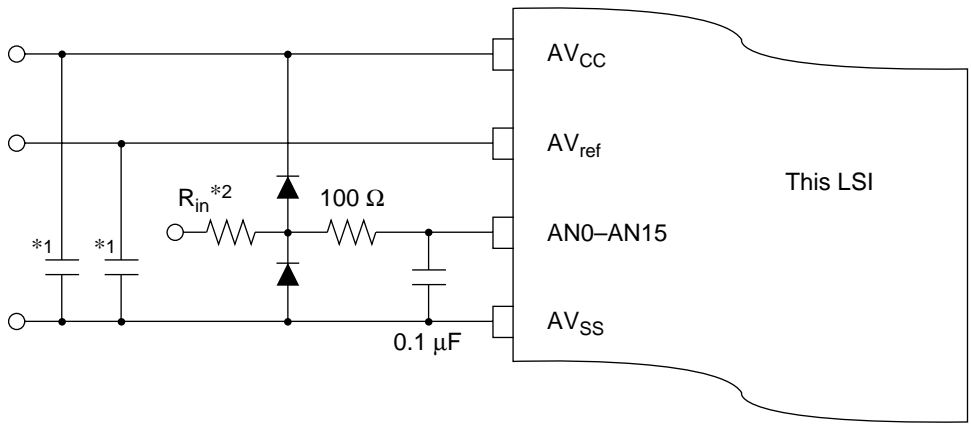 AVCC
AVref
This LSI
Rin*2
100 Ω
*1
*1
AN0–AN15
AVSS
0.1 µF